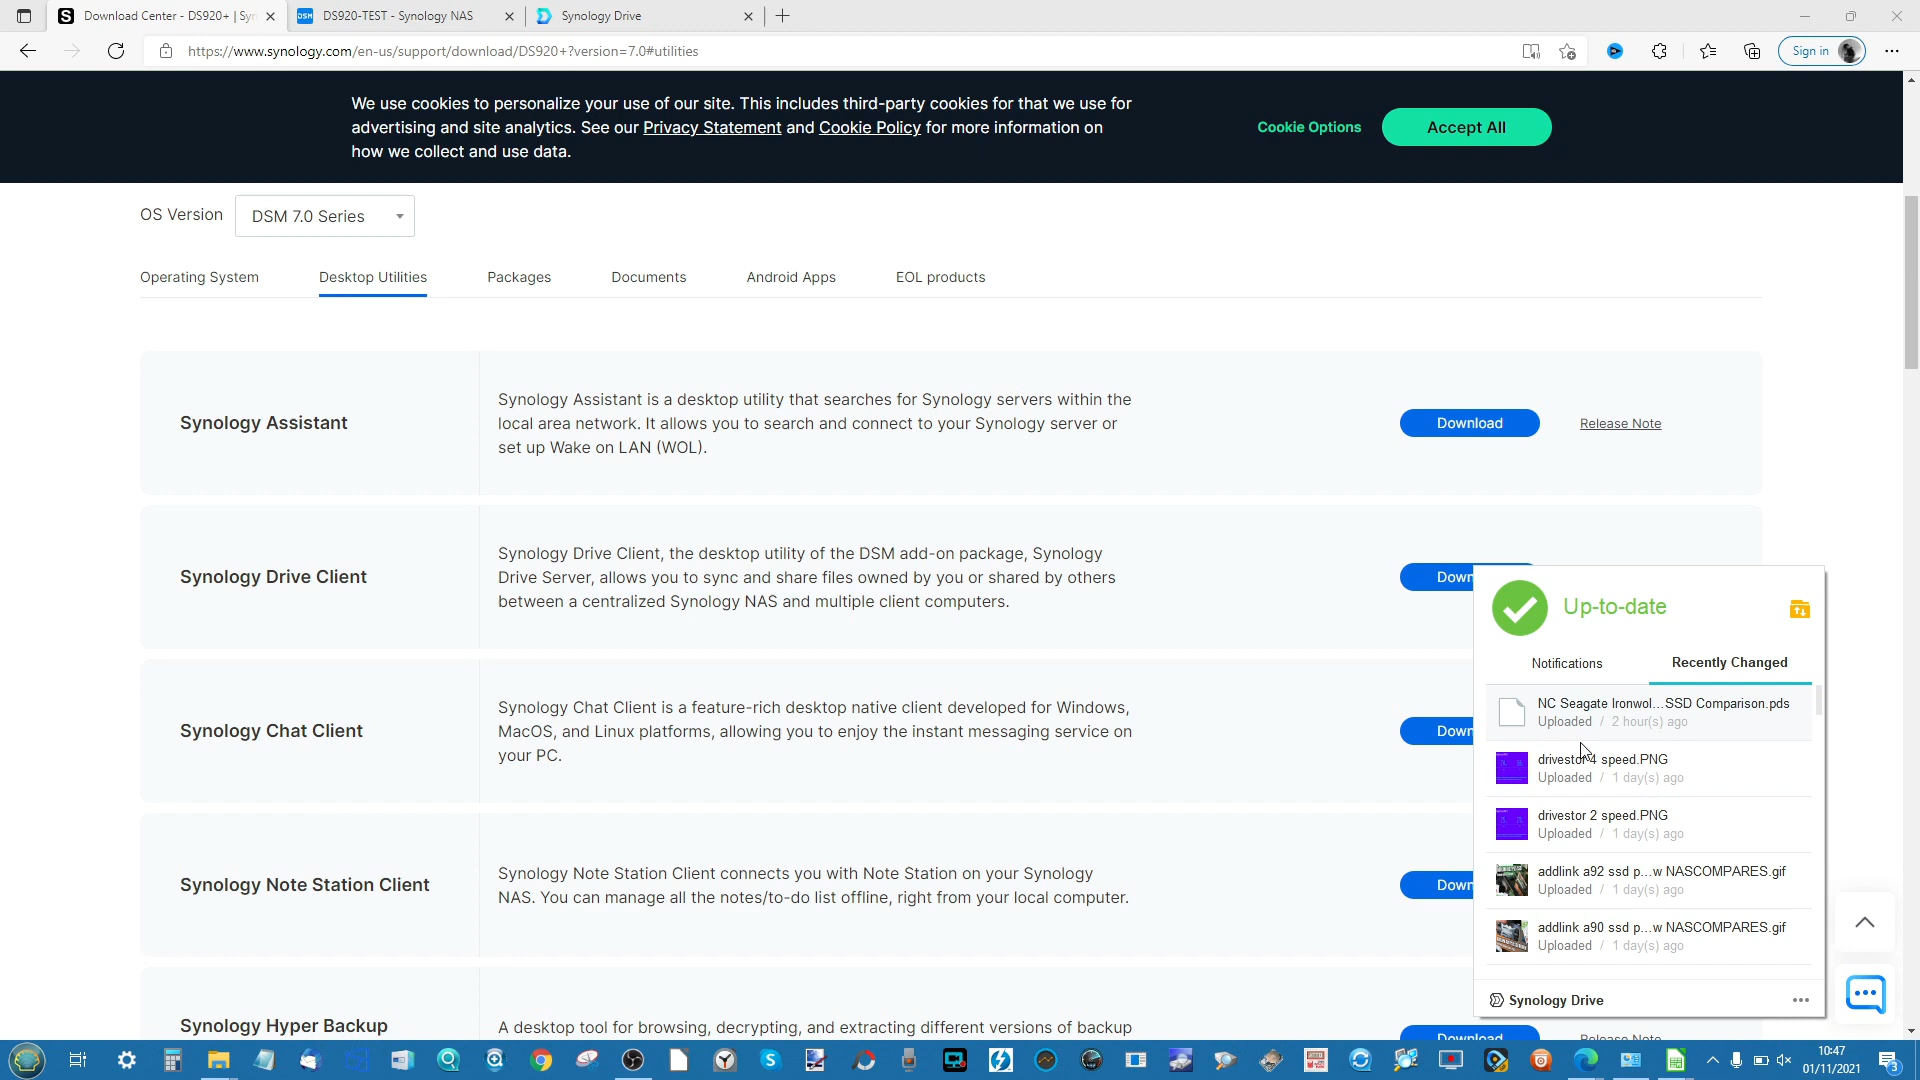 Download Center - DS920+ | Syn
DSM
DS920-TEST - Synology NAS
Synology Drive
https://www.synology.com/en-us/support/download/DS920+?version=7.0#utilities
Sign in
We use cookies to personalize your use of our site. This includes third-party cookies for that we use for
advertising and site analytics. See our Privacy Statement and Cookie Policy for more information on
how we collect and use data.
Cookie Options
Accept All
OS Version
DSM 7.0 Series
Operating System
Desktop Utilities
Packages
Documents
Android Apps
EOL products
Synology Assistant
Synology Assistant is a desktop utility that searches for Synology servers within the
local area network. It allows you to search and connect to your Synology server or
set up Wake on LAN (WOL).
Download
Release Note
Synology Drive Client
Synology Drive Client, the desktop utility of the DSM add-on package, Synology
Drive Server, allows you to sync and share files owned by you or shared by others
between a centralized Synology NAS and multiple client computers.
Down
Synology Chat Client
Synology Chat Client is a feature-rich desktop native client developed for Windows,
MacOS, and Linux platforms, allowing you to enjoy the instant messaging service on
your PC.
Down
Synology Note Station Client
Synology Note Station Client connects you with Note Station on your Synology
NAS. You can manage all the notes/to-do list offline, right from your local computer.
Down
Synology Hyper Backup
A desktop tool for browsing, decrypting, and extracting different versions of backup
Download
Release Note
Up-to-date
Notifications
Recently Changed
NC Seagate Ironwol...SSD Comparison.pds
Uploaded / 2 hour(s) ago
drivestor 4 speed.PNG
Uploaded / 1 day(s) ago
drivestor 2 speed.PNG
Uploaded / 1 day(s) ago
addlink a92 ssd p...w NASCOMPARES.gif
Uploaded / 1 day(s) ago
addlink a90 ssd p...w NASCOMPARES.gif
Uploaded / 1 day(s) ago
Synology Drive
10:47
01/11/2021
3